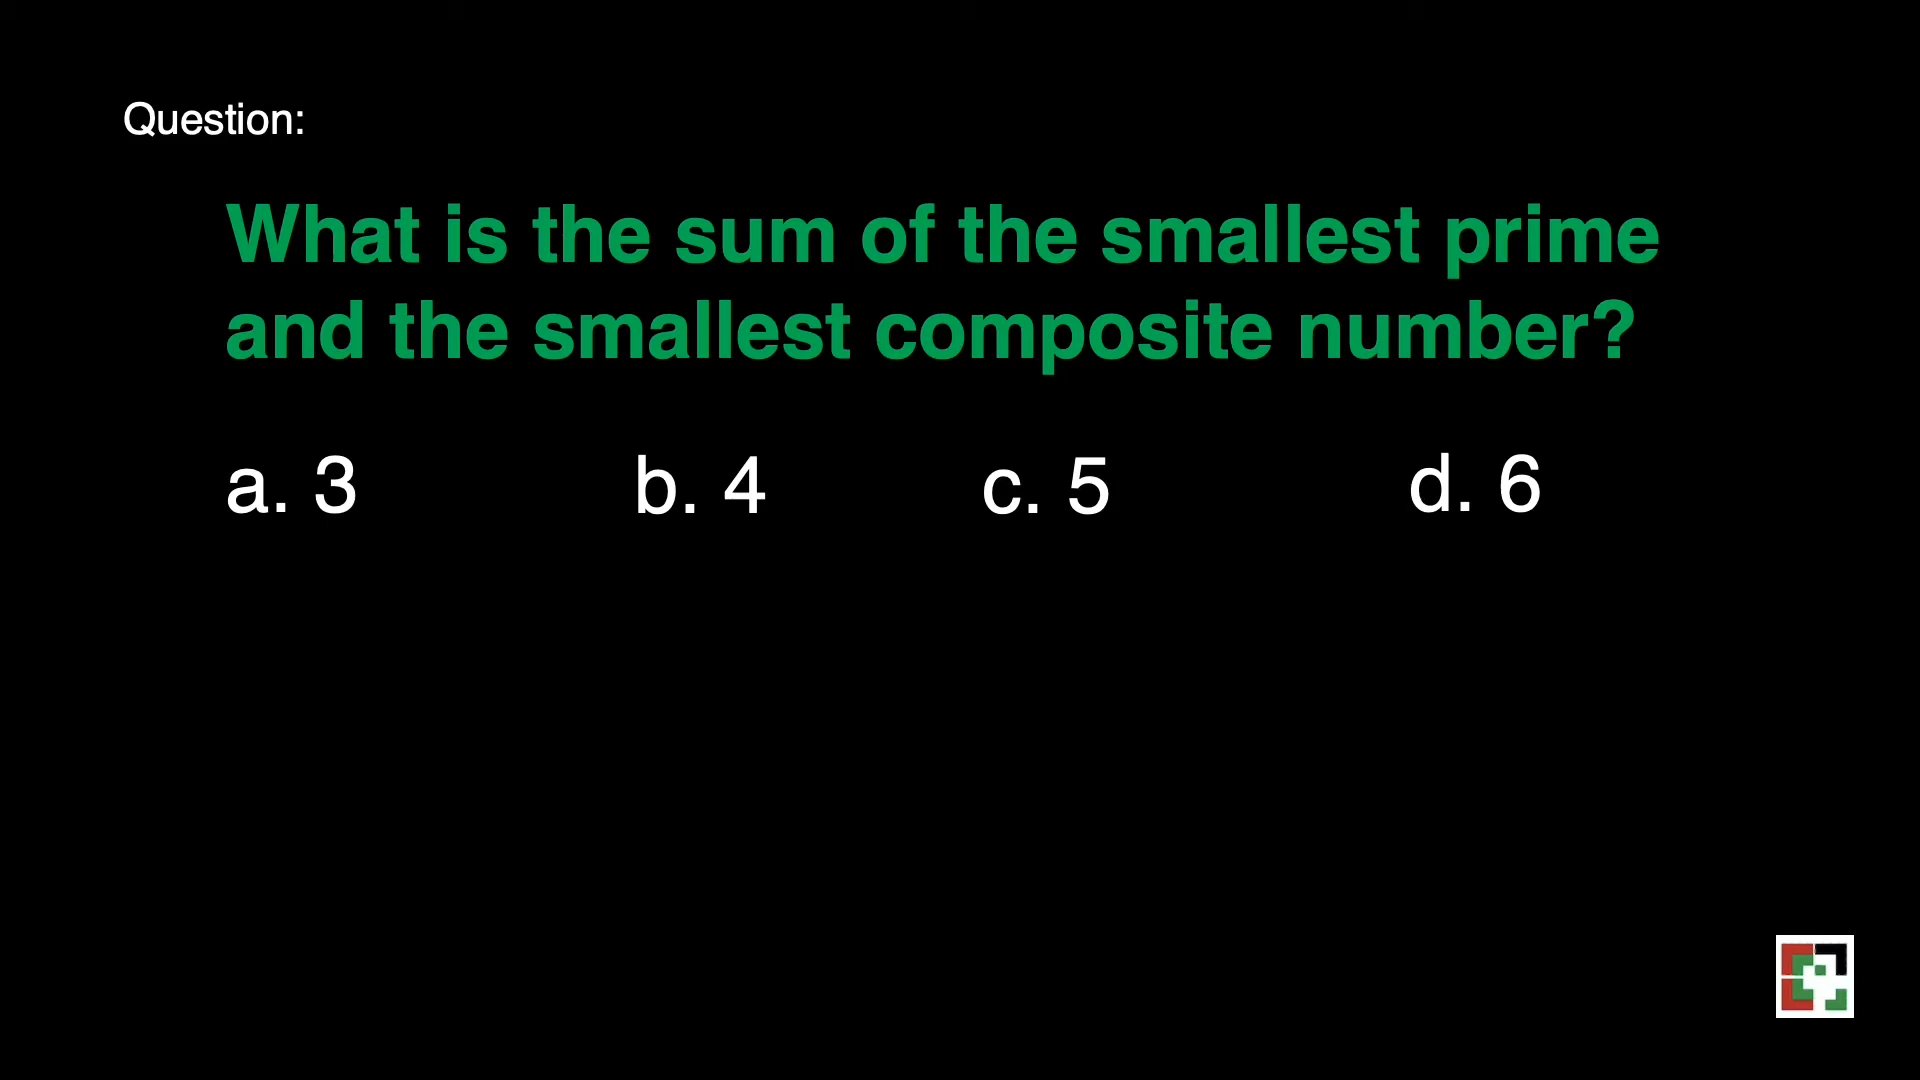 Question:
What is the sum of the smallest prime
and the smallest composite number?
a. 3 b. 4 c. 5 d. 6